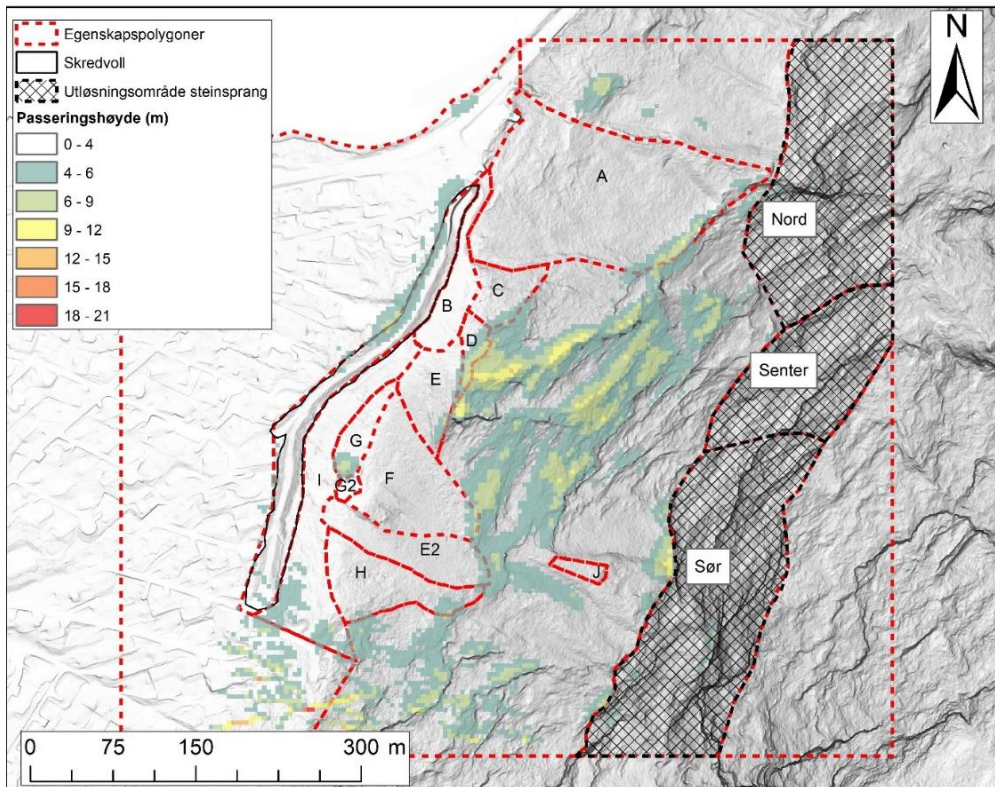 Egenskapspolygoner
Skredvoll
Utløsningsområde steinsprang
Passeringshøyde (m)
0 - 4
4 - 6
6 - 9
9 - 12
12 - 15
15 - 18
18 - 21
N
A
Nord
B
C
D
E
Senter
G
G2
I
F
E2
H
J
Sør
0 75 150 300 m